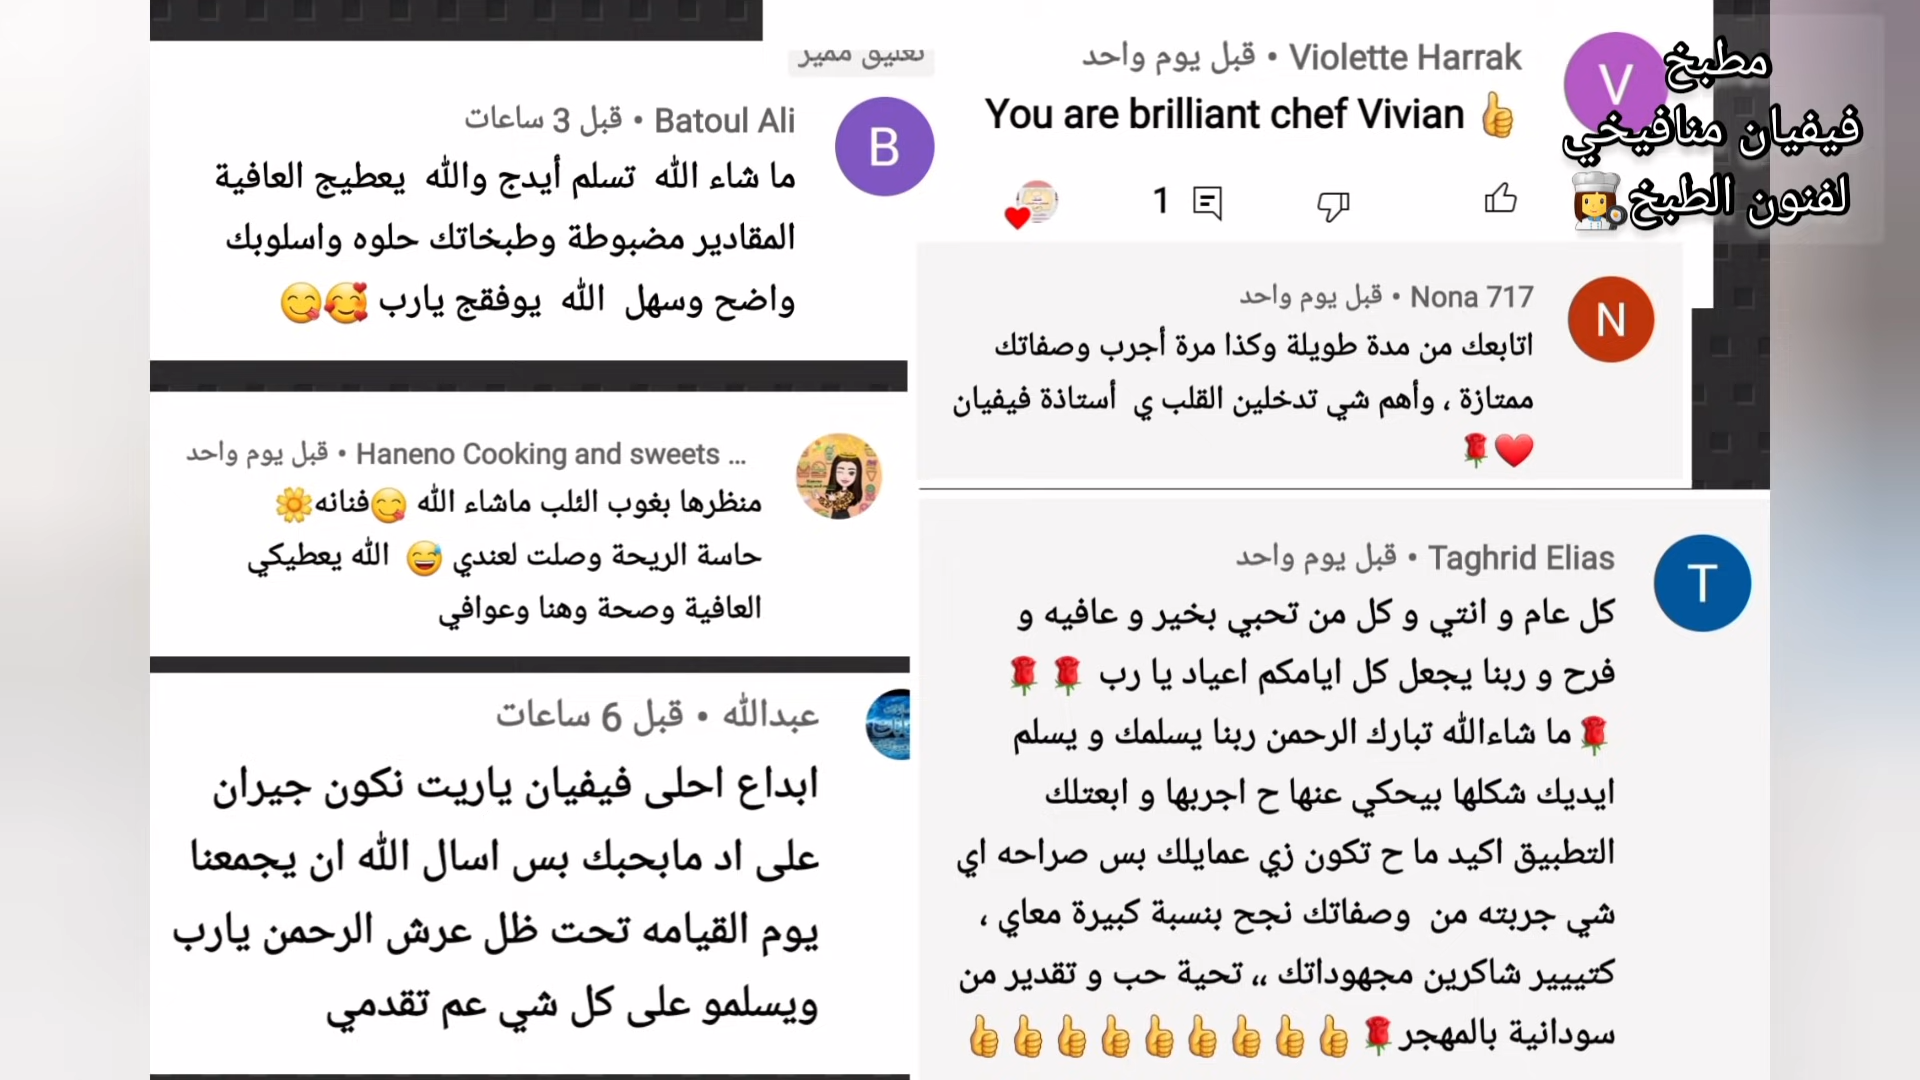 مطبخ
فيفيان منافيخي
لفنون الطبخ
Violette Harrak • قبل يوم واحد
You are brilliant chef Vivian 👍
1
Nona 717 • قبل يوم واحد
اتابعك من مدة طويلة وكذا مرة أجرب وصفاتك
ممتازة ، وأهم شي تدخلين القلب ي أستاذة فيفيان
❤️🌹
Taghrid Elias • قبل يوم واحد
كل عام و انتي و كل من تحبي بخير و عافيه و
فرح و ربنا يجعل كل ايامكم اعياد يا رب 🌹 🌹
🌹ما شاءالله تبارك الرحمن ربنا يسلمك و يسلم
ايديك شكلها بيحكي عنها ح اجربها و ابعتلك
التطبيق اكيد ما ح تكون زي عمايلك بس صراحه اي
شي جربته من وصفاتك نجح بنسبة كبيرة معاي ،
كتيييير شاكرين مجهوداتك ،، تحية حب و تقدير من
سودانية بالمهجر🌹👍👍👍👍👍👍👍👍👍
تعليق مميز
Batoul Ali • قبل 3 ساعات
ما شاء الله تسلم أيدج والله يعطيج العافية
المقادير مضبوطة وطبخاتك حلوه واسلوبك
واضح وسهل الله يوفقج يارب 🥰😋
Haneno Cooking and sweets ... • قبل يوم واحد
منظرها بغوب الئلب ماشاء الله 😋فنانه🌼
حاسة الريحة وصلت لعندي 😅 الله يعطيكي
العافية وصحة وهنا وعوافي
عبدالله • قبل 6 ساعات
ابداع احلى فيفيان ياريت نكون جيران
على اد مابحبك بس اسال الله ان يجمعنا
يوم القيامه تحت ظل عرش الرحمن يارب
ويسلمو على كل شي عم تقدمي
B
V
N
T